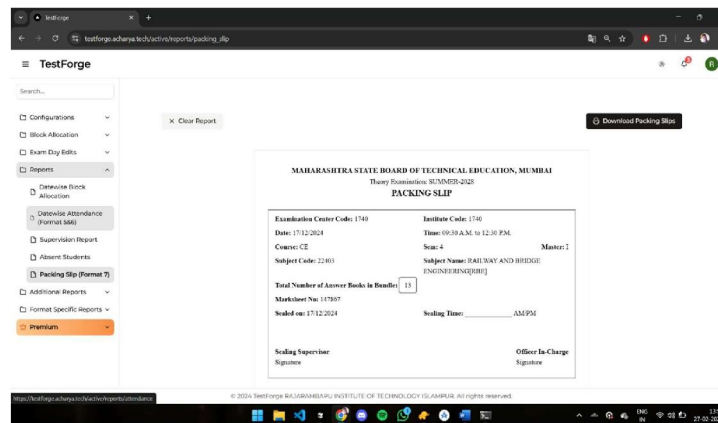 TestForge
testforge.acharya.tech/active/reports/packing_slip
TestForge
3
R
Search...
Configurations
Block Allocation
Exam Day Edits
Reports
Datewise Block
Allocation
Datewise Attendance
(Format 5&6)
Supervision Report
Absent Students
Packing Slip (Format 7)
Additional Reports
Format Specific Reports
Premium
Clear Report
Download Packing Slips
MAHARASHTRA STATE BOARD OF TECHNICAL EDUCATION, MUMBAI
Theory Examination: SUMMER-2028
PACKING SLIP
Examination Center Code: 1740 Institute Code: 1740
Date: 17/12/2024 Time: 09:30 A.M. to 12:30 P.M.
Course: CE Sem: 4 Master:
Subject Code: 22403 Subject Name: RAILWAY AND BRIDGE
ENGINEERING[RBE]
Total Number of Answer Books in Bundle: 13
Marksheet No: 147867
Sealed on: 17/12/2024 Sealing Time: ____________ AM/PM
Sealing Supervisor Officer In-Charge
Signature Signature
https://testforge.acharya.tech/active/reports/attendance
© 2024 TestForge RAJARAMBAPU INSTITUTE OF TECHNOLOGY ISLAMPUR. All rights reserved.
ENG
IN
27-02-20